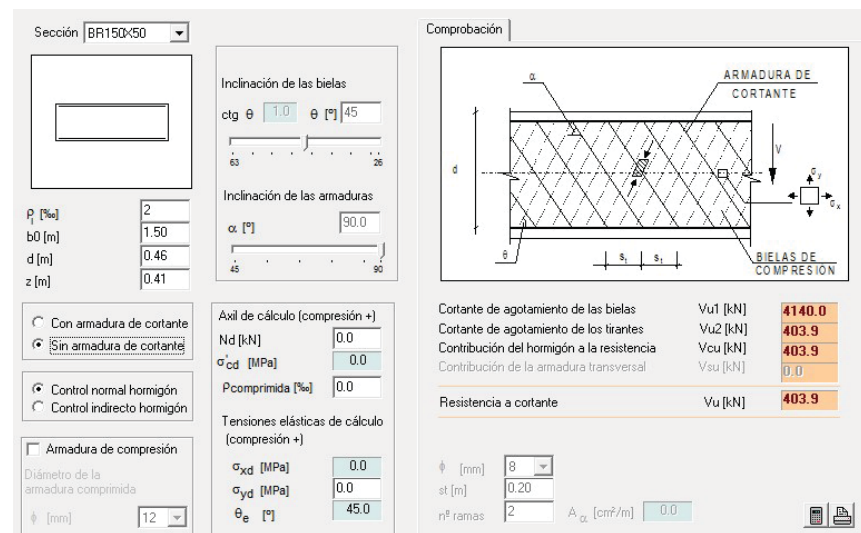 Sección BR150X50
ρl [‰] 2
b0 [m] 1.50
d [m] 0.46
z [m] 0.41
Con armadura de cortante
Sin armadura de cortante
Control normal hormigón
Control indirecto hormigón
Armadura de compresión
Diámetro de la
armadura comprimida
ϕ [mm] 12
Inclinación de las bielas
ctg θ 1.0 θ [º] 45
63 26
Inclinación de las armaduras
α [º] 90.0
45 90
Axil de cálculo (compresión +)
Nd [kN] 0.0
σ'cd [MPa] 0.0
ρcomprimida [‰] 0.0
Tensiones elásticas de cálculo
(compresión +)
σxd [MPa] 0.0
σyd [MPa] 0.0
θe [º] 45.0
Comprobación
α
ARMADURA DE
CORTANTE
d
V
σy
σx
θ
st st
BIELAS DE
COMPRESIÓN
Cortante de agotamiento de las bielas Vu1 [kN] 4140.0
Cortante de agotamiento de los tirantes Vu2 [kN] 403.9
Contribución del hormigón a la resistencia Vcu [kN] 403.9
Contribución de la armadura transversal Vsu [kN] 0.0
Resistencia a cortante Vu [kN] 403.9
ϕ [mm] 8
st [m] 0.20
nº ramas 2 Aα [cm²/m] 0.0